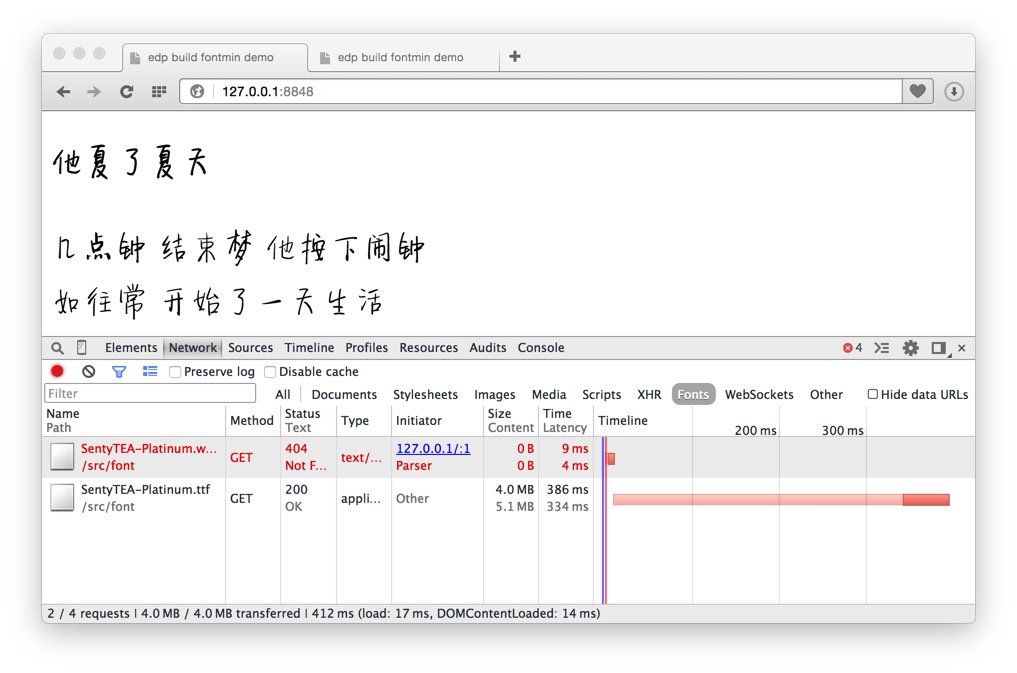 edp build fontmin demo edp build fontmin demo
127.0.0.1:8848
他夏了夏天
几点钟 结束梦 他按下闹钟
如往常 开始了一天生活
Elements Network Sources Timeline Profiles Resources Audits Console 4
Preserve log Disable cache
Filter All Documents Stylesheets Images Media Scripts XHR Fonts WebSockets Other Hide data URLs
Name Method Status Type Initiator Size Time Timeline
Path Text Content Latency 200 ms 300 ms
SentyTEA-Platinum.w... GET 404 text/... 127.0.0.1/:1 0 B 9 ms
/src/font Not F... Parser 0 B 4 ms
SentyTEA-Platinum.ttf GET 200 appli... Other 4.0 MB 386 ms
/src/font OK 5.1 MB 334 ms
2 / 4 requests | 4.0 MB / 4.0 MB transferred | 412 ms (load: 17 ms, DOMContentLoaded: 14 ms)